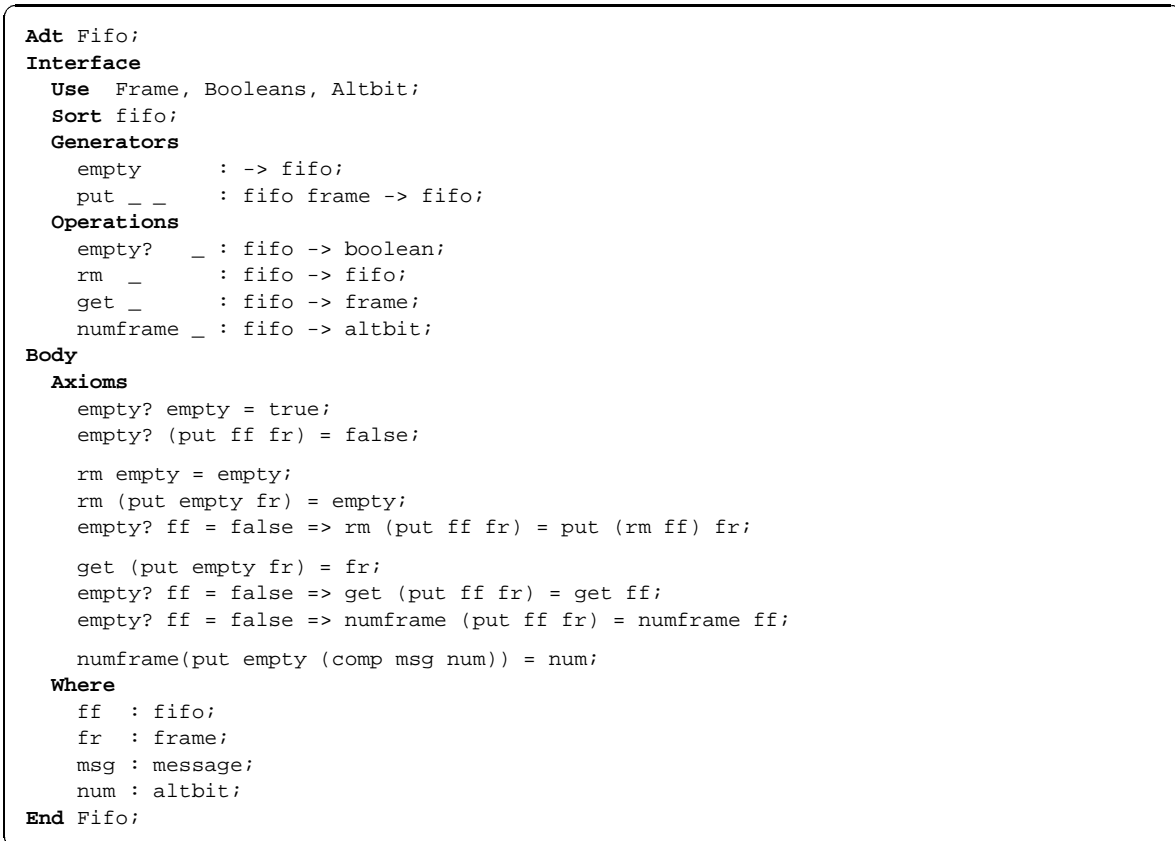 Adt Fifo;
Interface
Use Frame, Booleans, Altbit;
Sort fifo;
Generators
empty : -> fifo;
put _ _ : fifo frame -> fifo;
Operations
empty? _ : fifo -> boolean;
rm _ : fifo -> fifo;
get _ : fifo -> frame;
numframe _ : fifo -> altbit;
Body
Axioms
empty? empty = true;
empty? (put ff fr) = false;
rm empty = empty;
rm (put empty fr) = empty;
empty? ff = false => rm (put ff fr) = put (rm ff) fr;
get (put empty fr) = fr;
empty? ff = false => get (put ff fr) = get ff;
empty? ff = false => numframe (put ff fr) = numframe ff;
numframe(put empty (comp msg num)) = num;
Where
ff : fifo;
fr : frame;
msg : message;
num : altbit;
End Fifo;